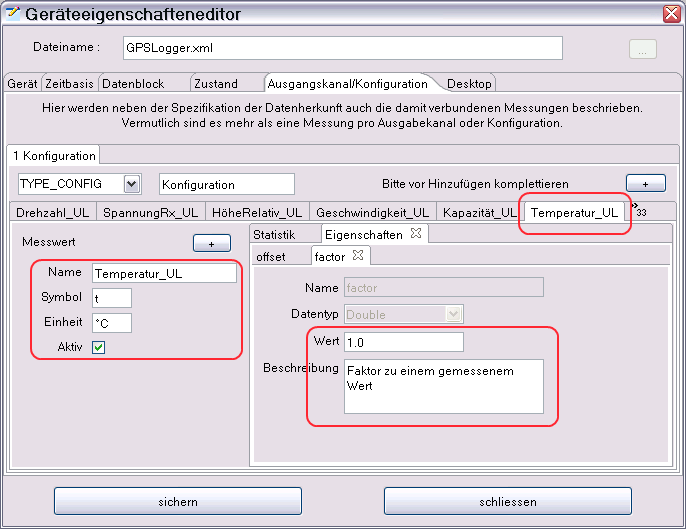 Geräteeigenschafteneditor
Dateiname : GPSLogger.xml ...
Gerät Zeitbasis Datenblock Zustand Ausgangskanal/Konfiguration Desktop
Hier werden neben der Spezifikation der Datenherkunft auch die damit verbundenen Messungen beschrieben.
Vermutlich sind es mehr als eine Messung pro Ausgabekanal oder Konfiguration.
1 Konfiguration
TYPE_CONFIG Konfiguration Bitte vor Hinzufügen komplettieren +
Drehzahl_UL SpannungRx_UL HöheRelativ_UL Geschwindigkeit_UL Kapazität_UL Temperatur_UL »33
Messwert +
Name Temperatur_UL
Symbol t
Einheit °C
Aktiv
Statistik Eigenschaften
offset factor
Name factor
Datentyp Double
Wert 1.0
Beschreibung Faktor zu einem gemessenem
Wert
sichern schliessen